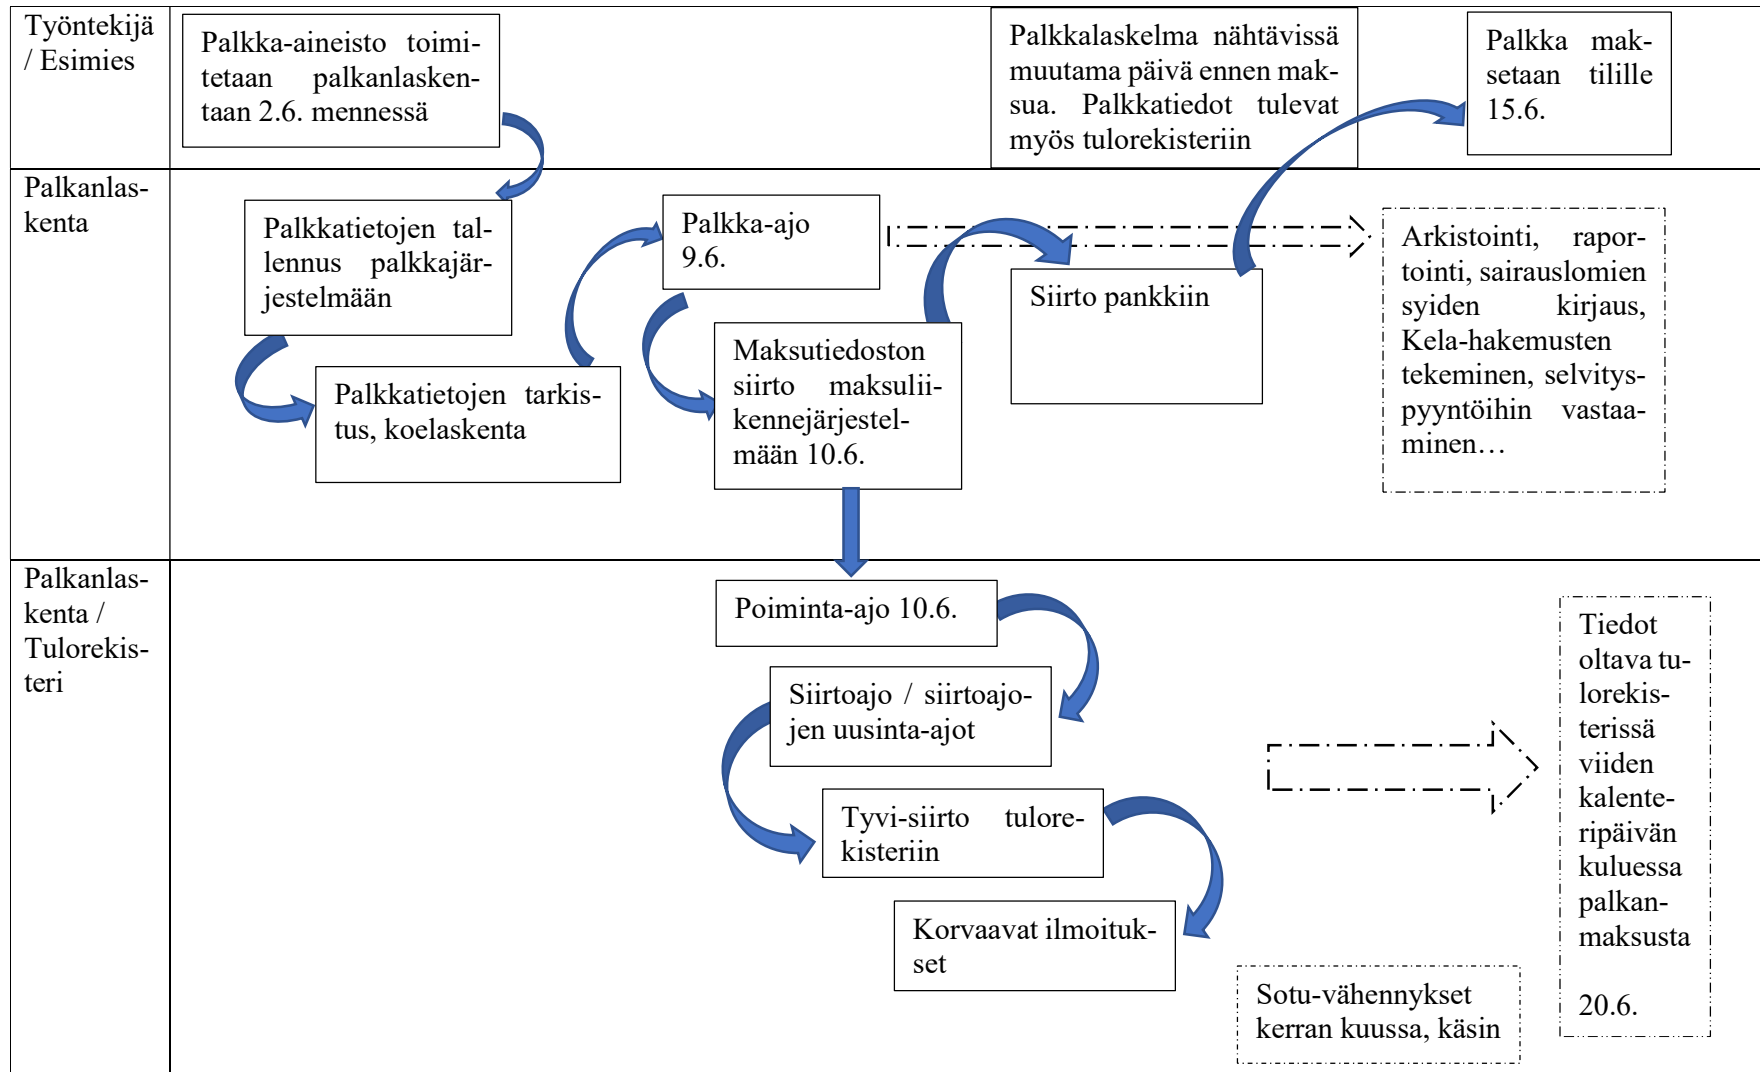 Työntekijä
/ Esimies
Palkka-aineisto toimi-
tetaan palkanlasken-
taan 2.6. mennessä
Palkkalaskelma nähtävissä
muutama päivä ennen mak-
sua. Palkkatiedot tulevat
myös tulorekisteriin
Palkka mak-
setaan tilille
15.6.
Palkanlas-
kenta
Palkkatietojen tal-
lennus palkkajär-
jestelmään
Palkkatietojen tarkis-
tus, koelaskenta
Palkka-ajo
9.6.
Maksutiedoston
siirto maksulii-
kennejärjestel-
mään 10.6.
Siirto pankkiin
Arkistointi, rapor-
tointi, sairauslomien
syiden kirjaus,
Kela-hakemusten
tekeminen, selvitys-
pyyntöihin vastaa-
minen…
Palkanlas-
kenta /
Tulorekis-
teri
Poiminta-ajo 10.6.
Siirtoajo / siirtoajo-
jen uusinta-ajot
Tyvi-siirto tulore-
kisteriin
Korvaavat ilmoituk-
set
Sotu-vähennykset
kerran kuussa, käsin
Tiedot
oltava tu-
lorekis-
terissä
viiden
kalente-
ripäivän
kuluessa
palkan-
maksusta
20.6.